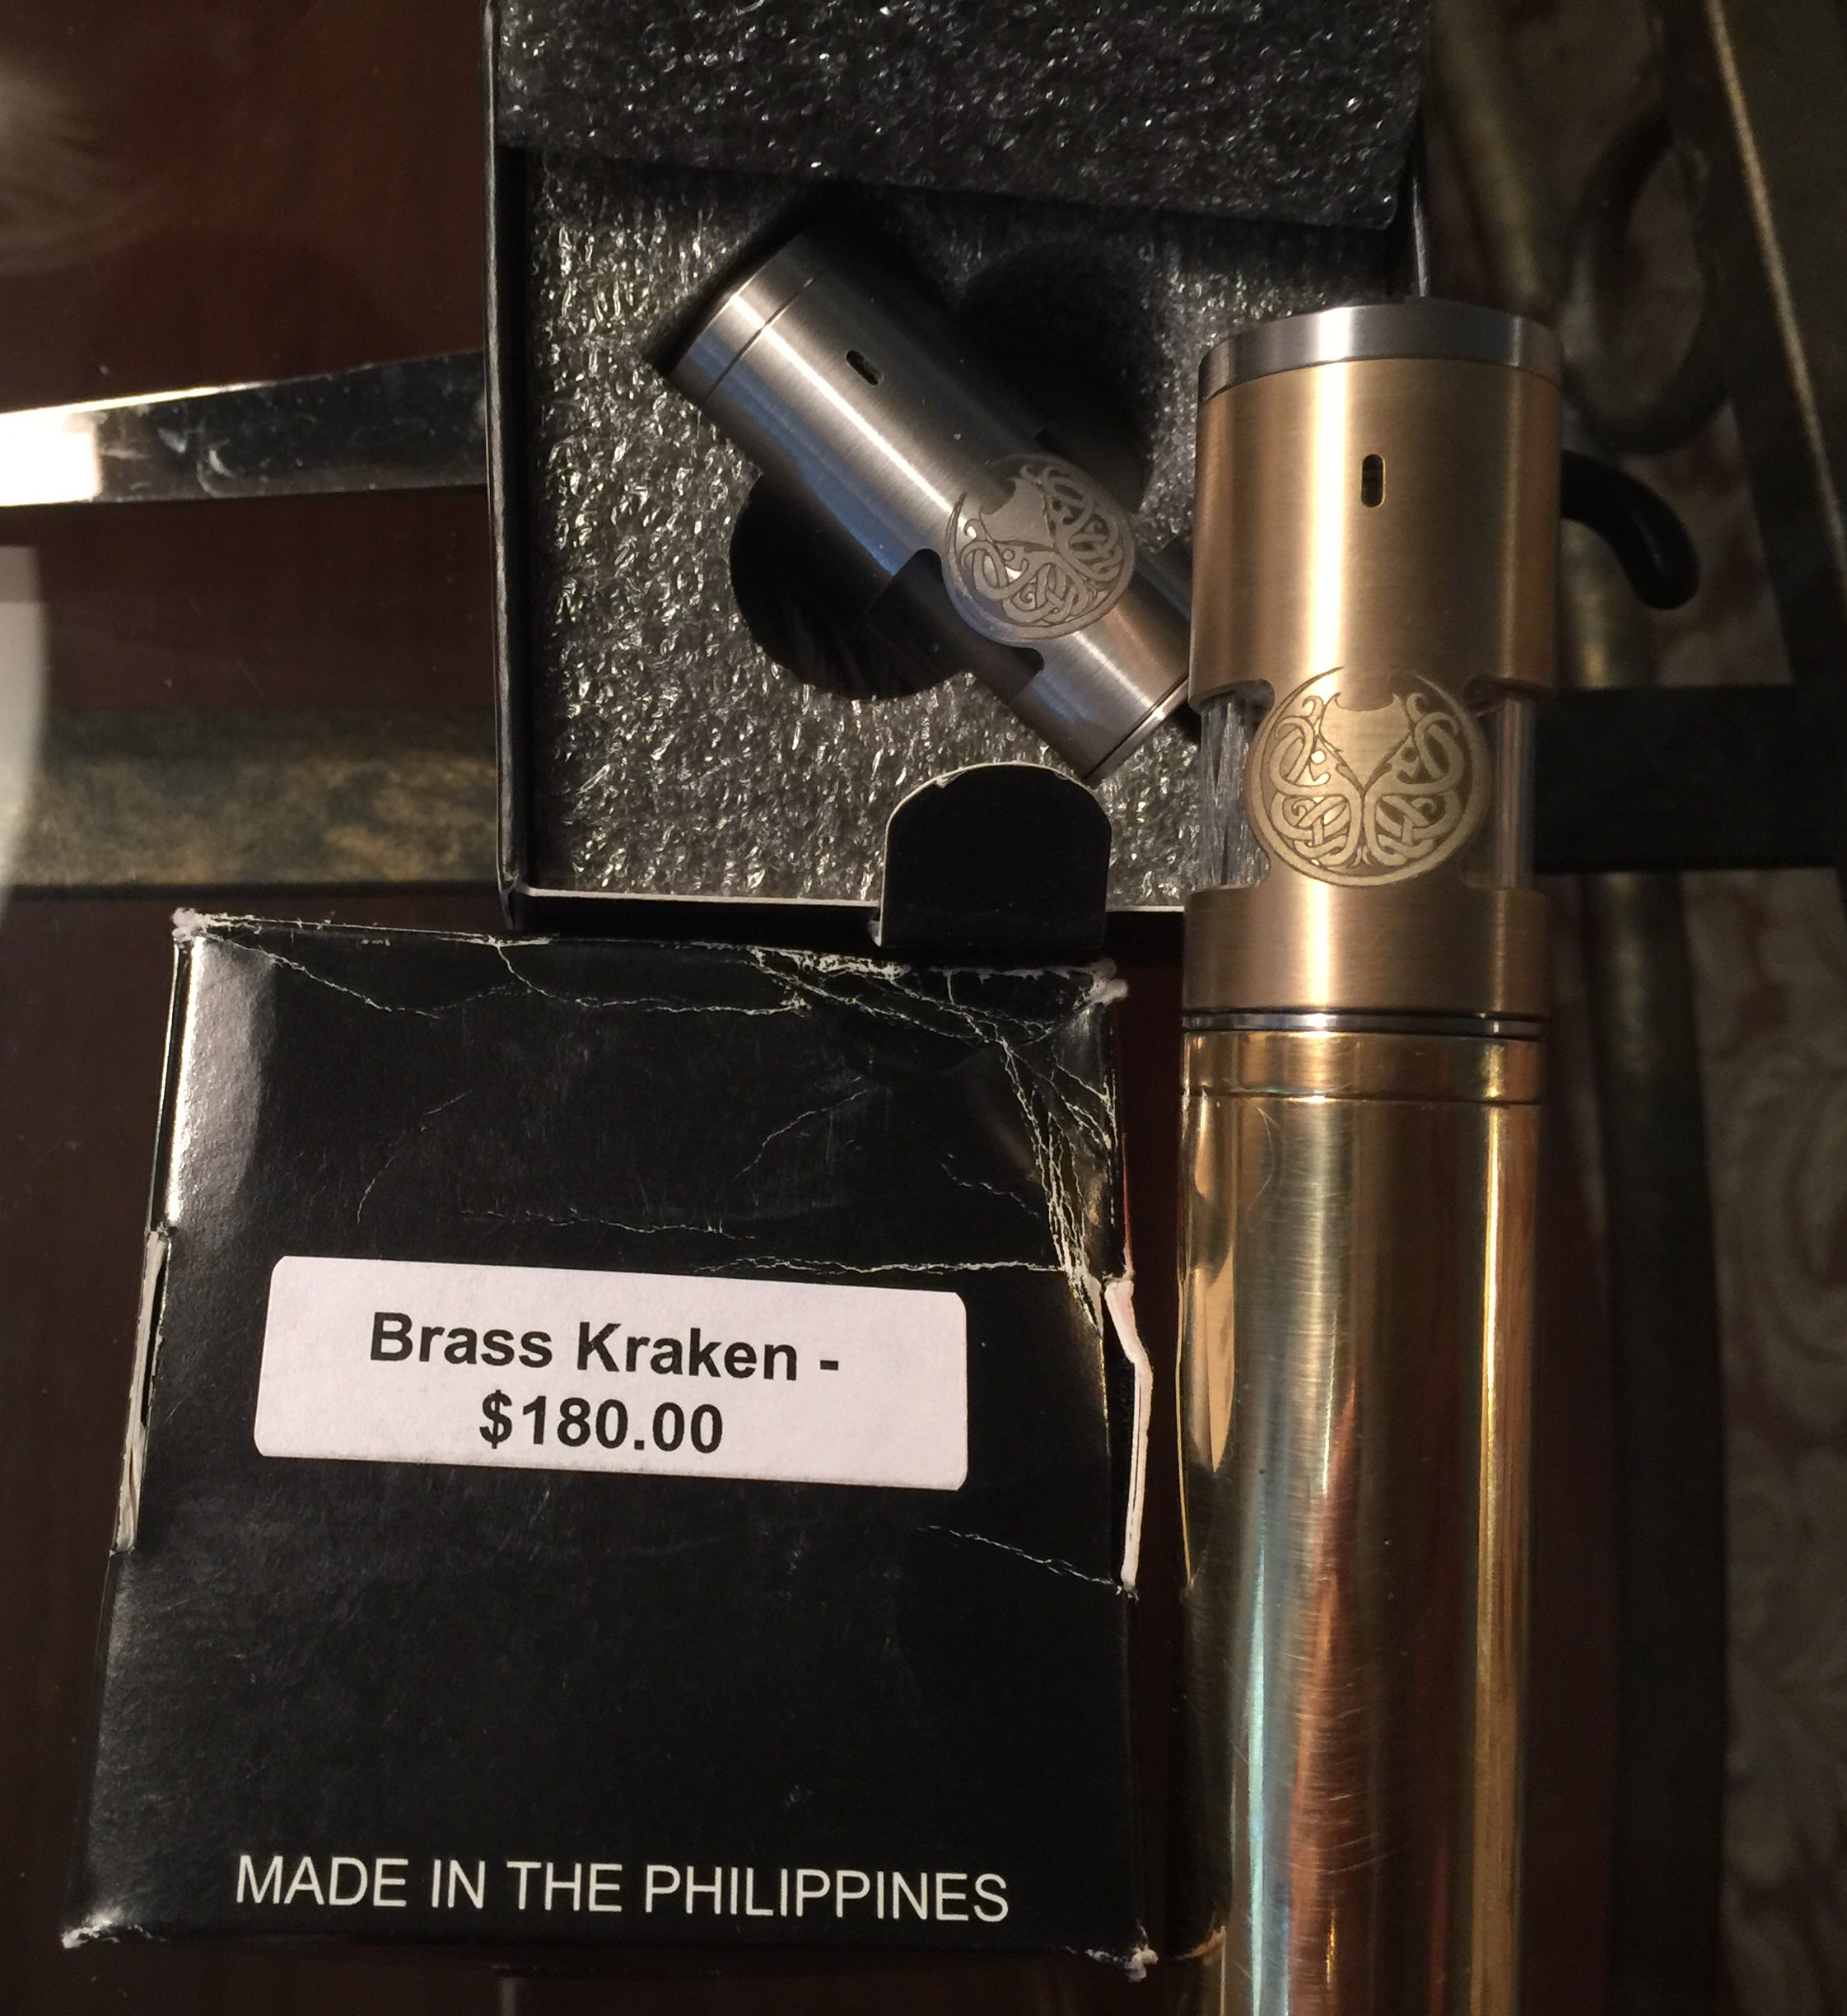 Brass Kraken -
$180.00
MADE IN THE PHILIPPINES